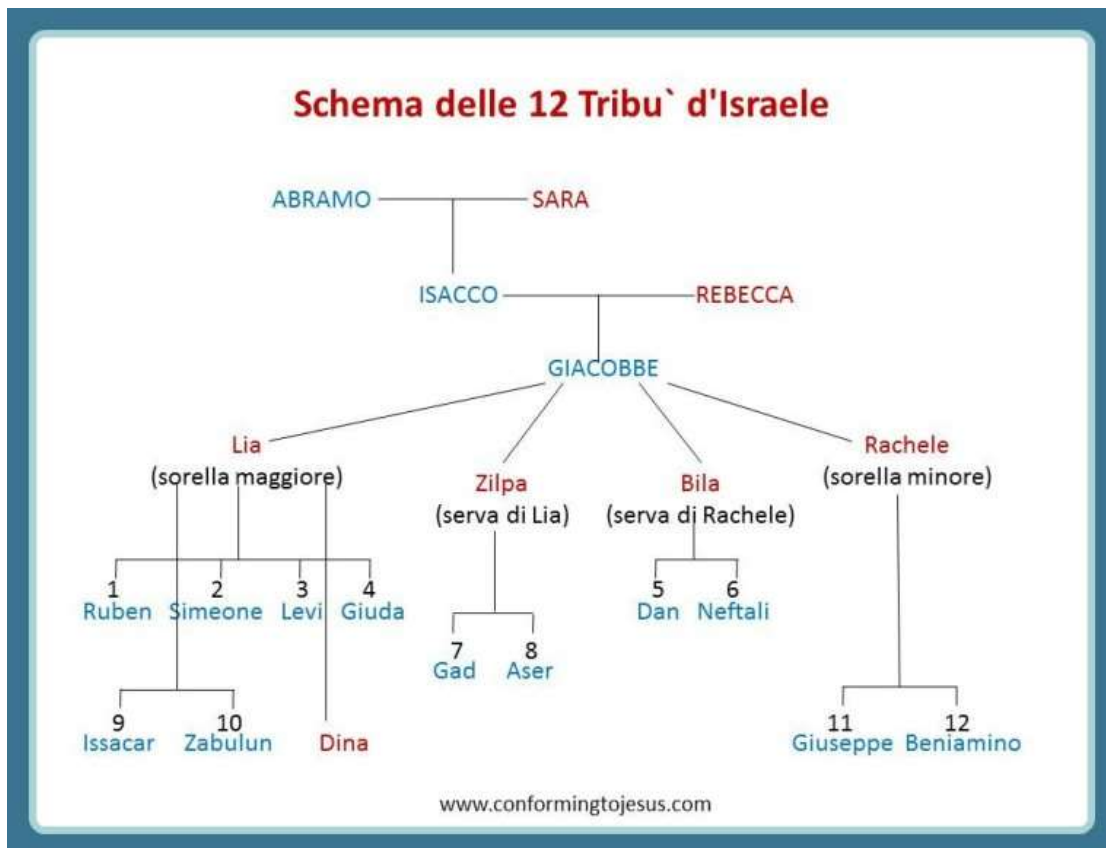 Schema delle 12 Tribu` d'Israele
ABRAMO SARA
ISACCO REBECCA
GIACOBBE
Lia
(sorella maggiore)
Zilpa
(serva di Lia)
Bila
(serva di Rachele)
Rachele
(sorella minore)
1 2 3 4
Ruben Simeone Levi Giuda
5 6
Dan Neftali
7 8
Gad Aser
9 10
Issacar Zabulun Dina
11 12
Giuseppe Beniamino
www.conformingtojesus.com